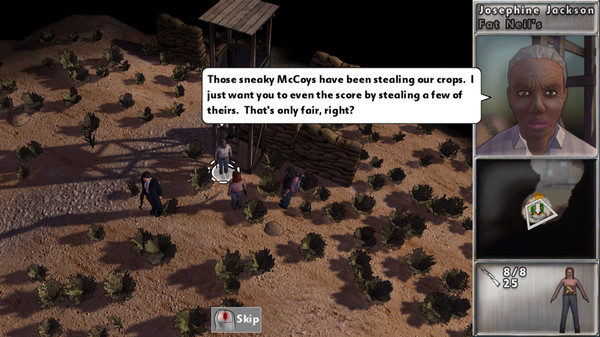 Josephine Jackson
Fat Neil's
Those sneaky McCoys have been stealing our crops. I
just want you to even the score by stealing a few of
theirs. That's only fair, right?
8/8
25
Skip